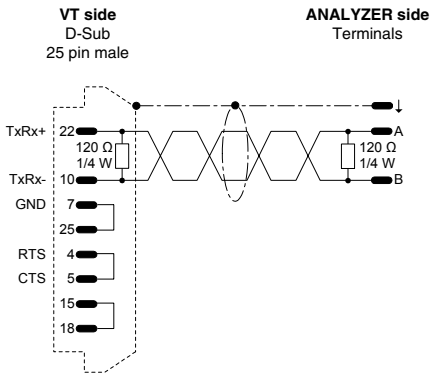 VT side
D-Sub
25 pin male
ANALYZER side
Terminals
TxRx+ 22
120 Ω
1/4 W
TxRx- 10
GND 7
25
RTS 4
CTS 5
15
18
↓
A
120 Ω
1/4 W
B